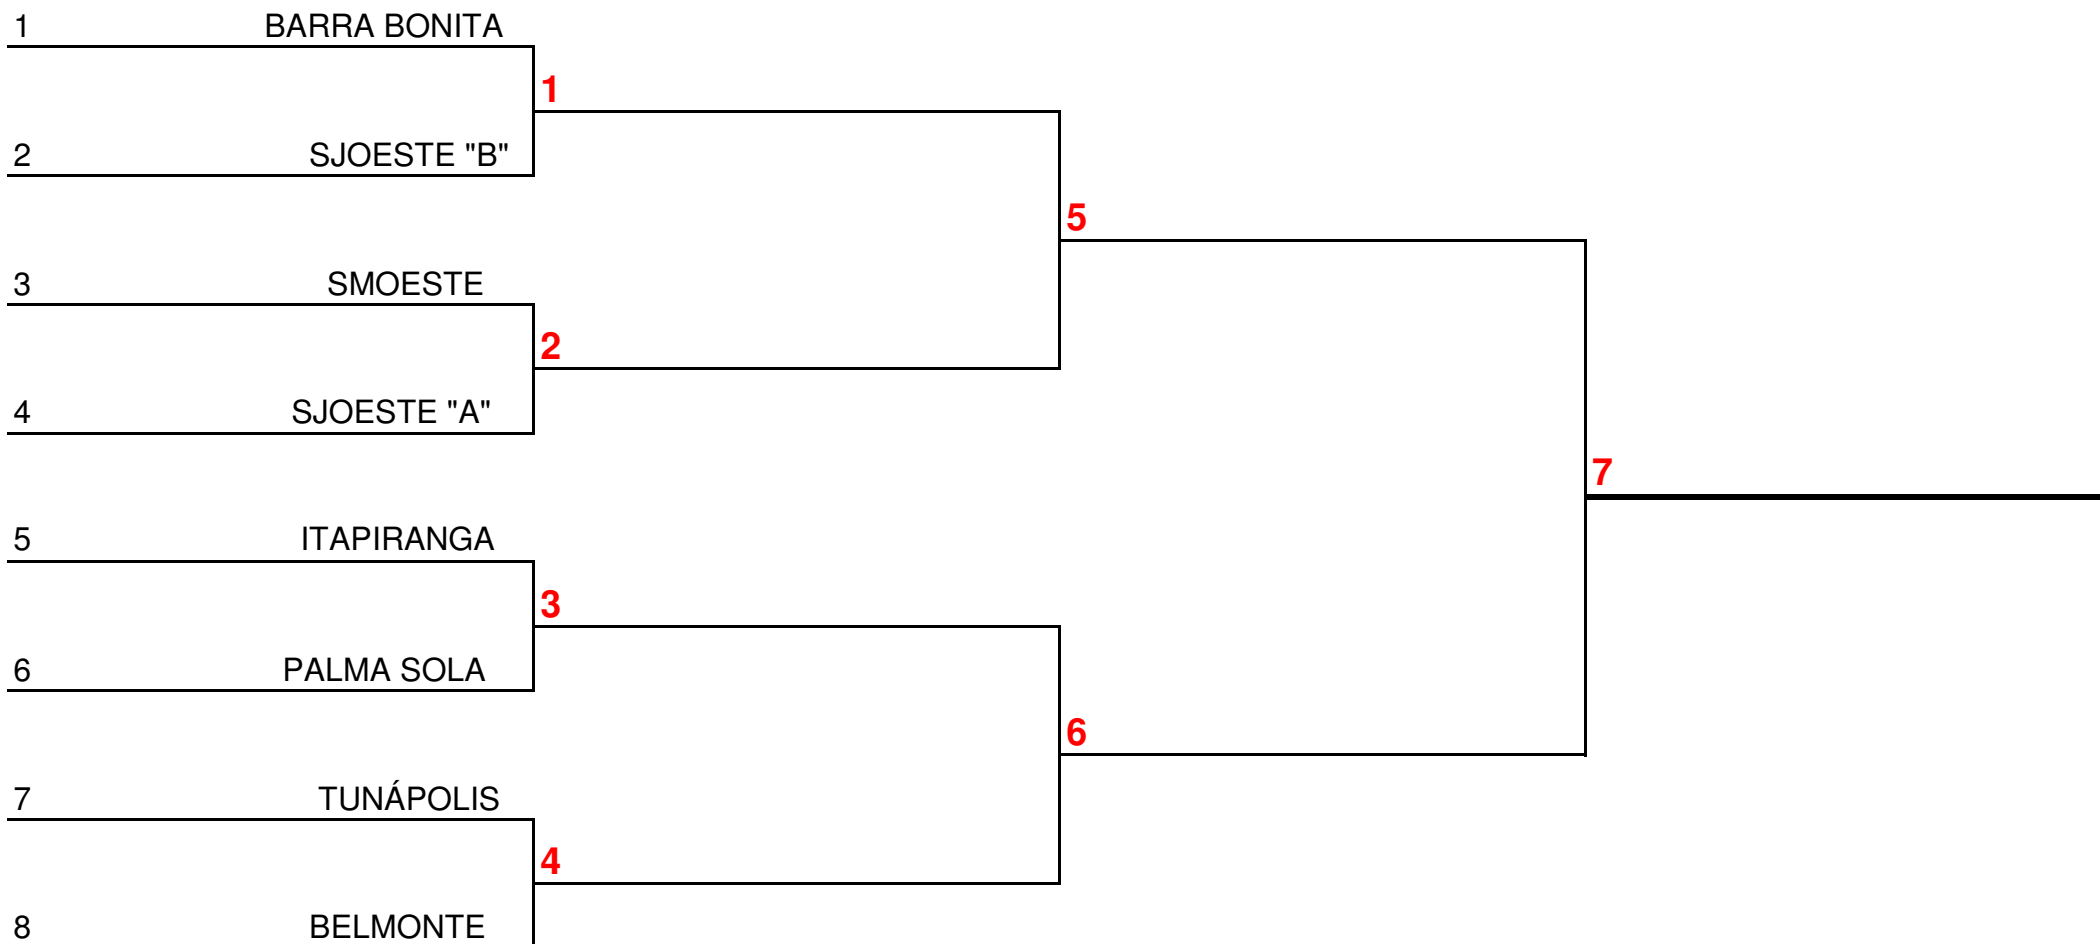 1 BARRA BONITA
1
2 SJOESTE "B"
5
3 SMOESTE
2
4 SJOESTE "A"
7
5 ITAPIRANGA
3
6 PALMA SOLA
6
7 TUNÁPOLIS
4
8 BELMONTE